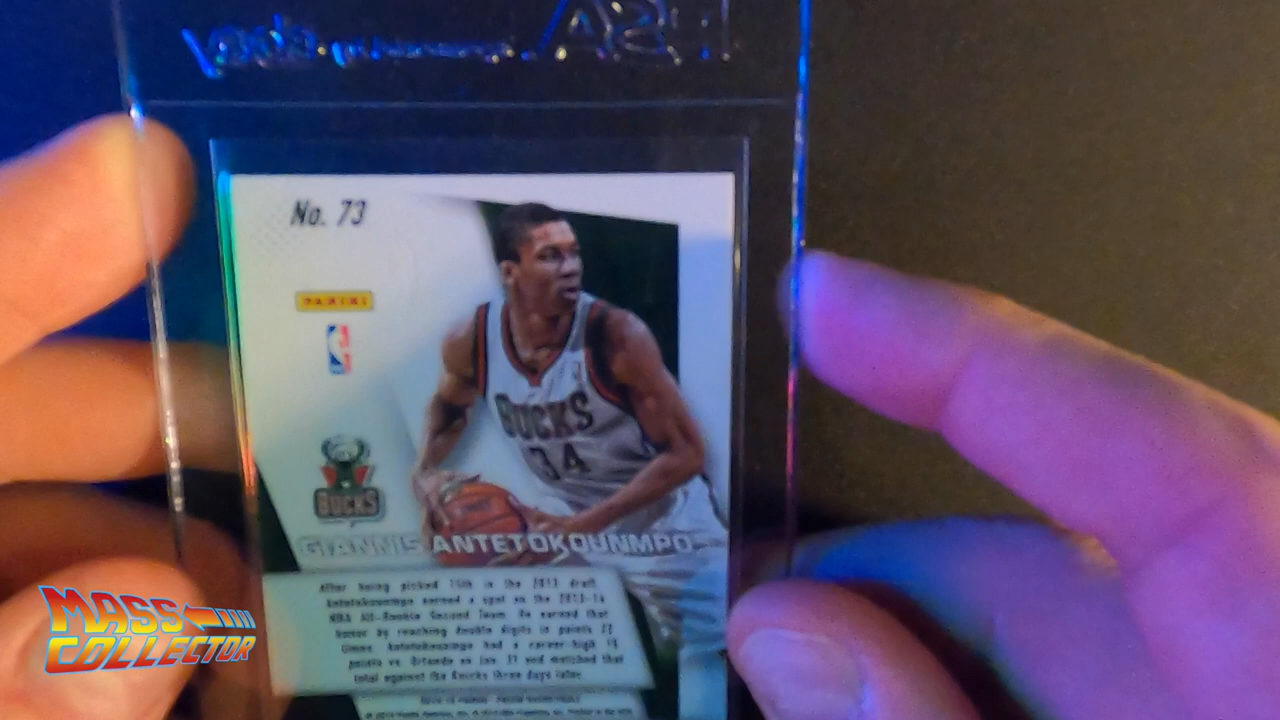 PSA
No. 73
PANINI
BUCKS
34
BUCKS
GIANNIS ANTETOKOUNMPO
After being picked 15th in the 2013 draft,
Antetokounmpo earned a spot on the 2013-14
NBA All-Rookie Second Team. He earned that
honor by reaching double digits in points 22
times. Antetokounmpo had a career-high 15
points vs. Orlando on Jan. 31 and matched that
total against the Knicks three days later.
MASS
COLLECTOR